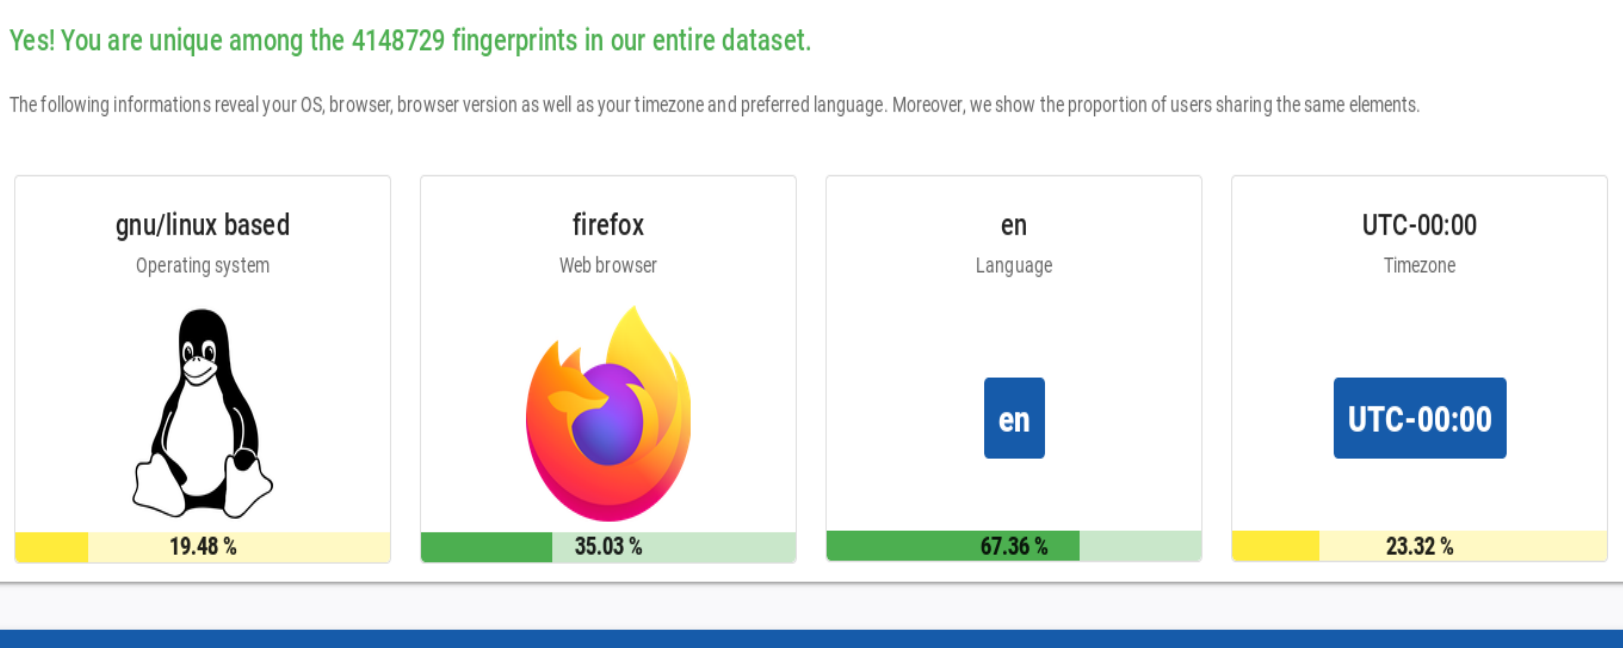 Yes! You are unique among the 4148729 fingerprints in our entire dataset.
The following informations reveal your OS, browser, browser version as well as your timezone and preferred language. Moreover, we show the proportion of users sharing the same elements.
gnu/linux based
Operating system
19.48 %
firefox
Web browser
35.03 %
en
Language
en
67.36 %
UTC-00:00
Timezone
UTC-00:00
23.32 %